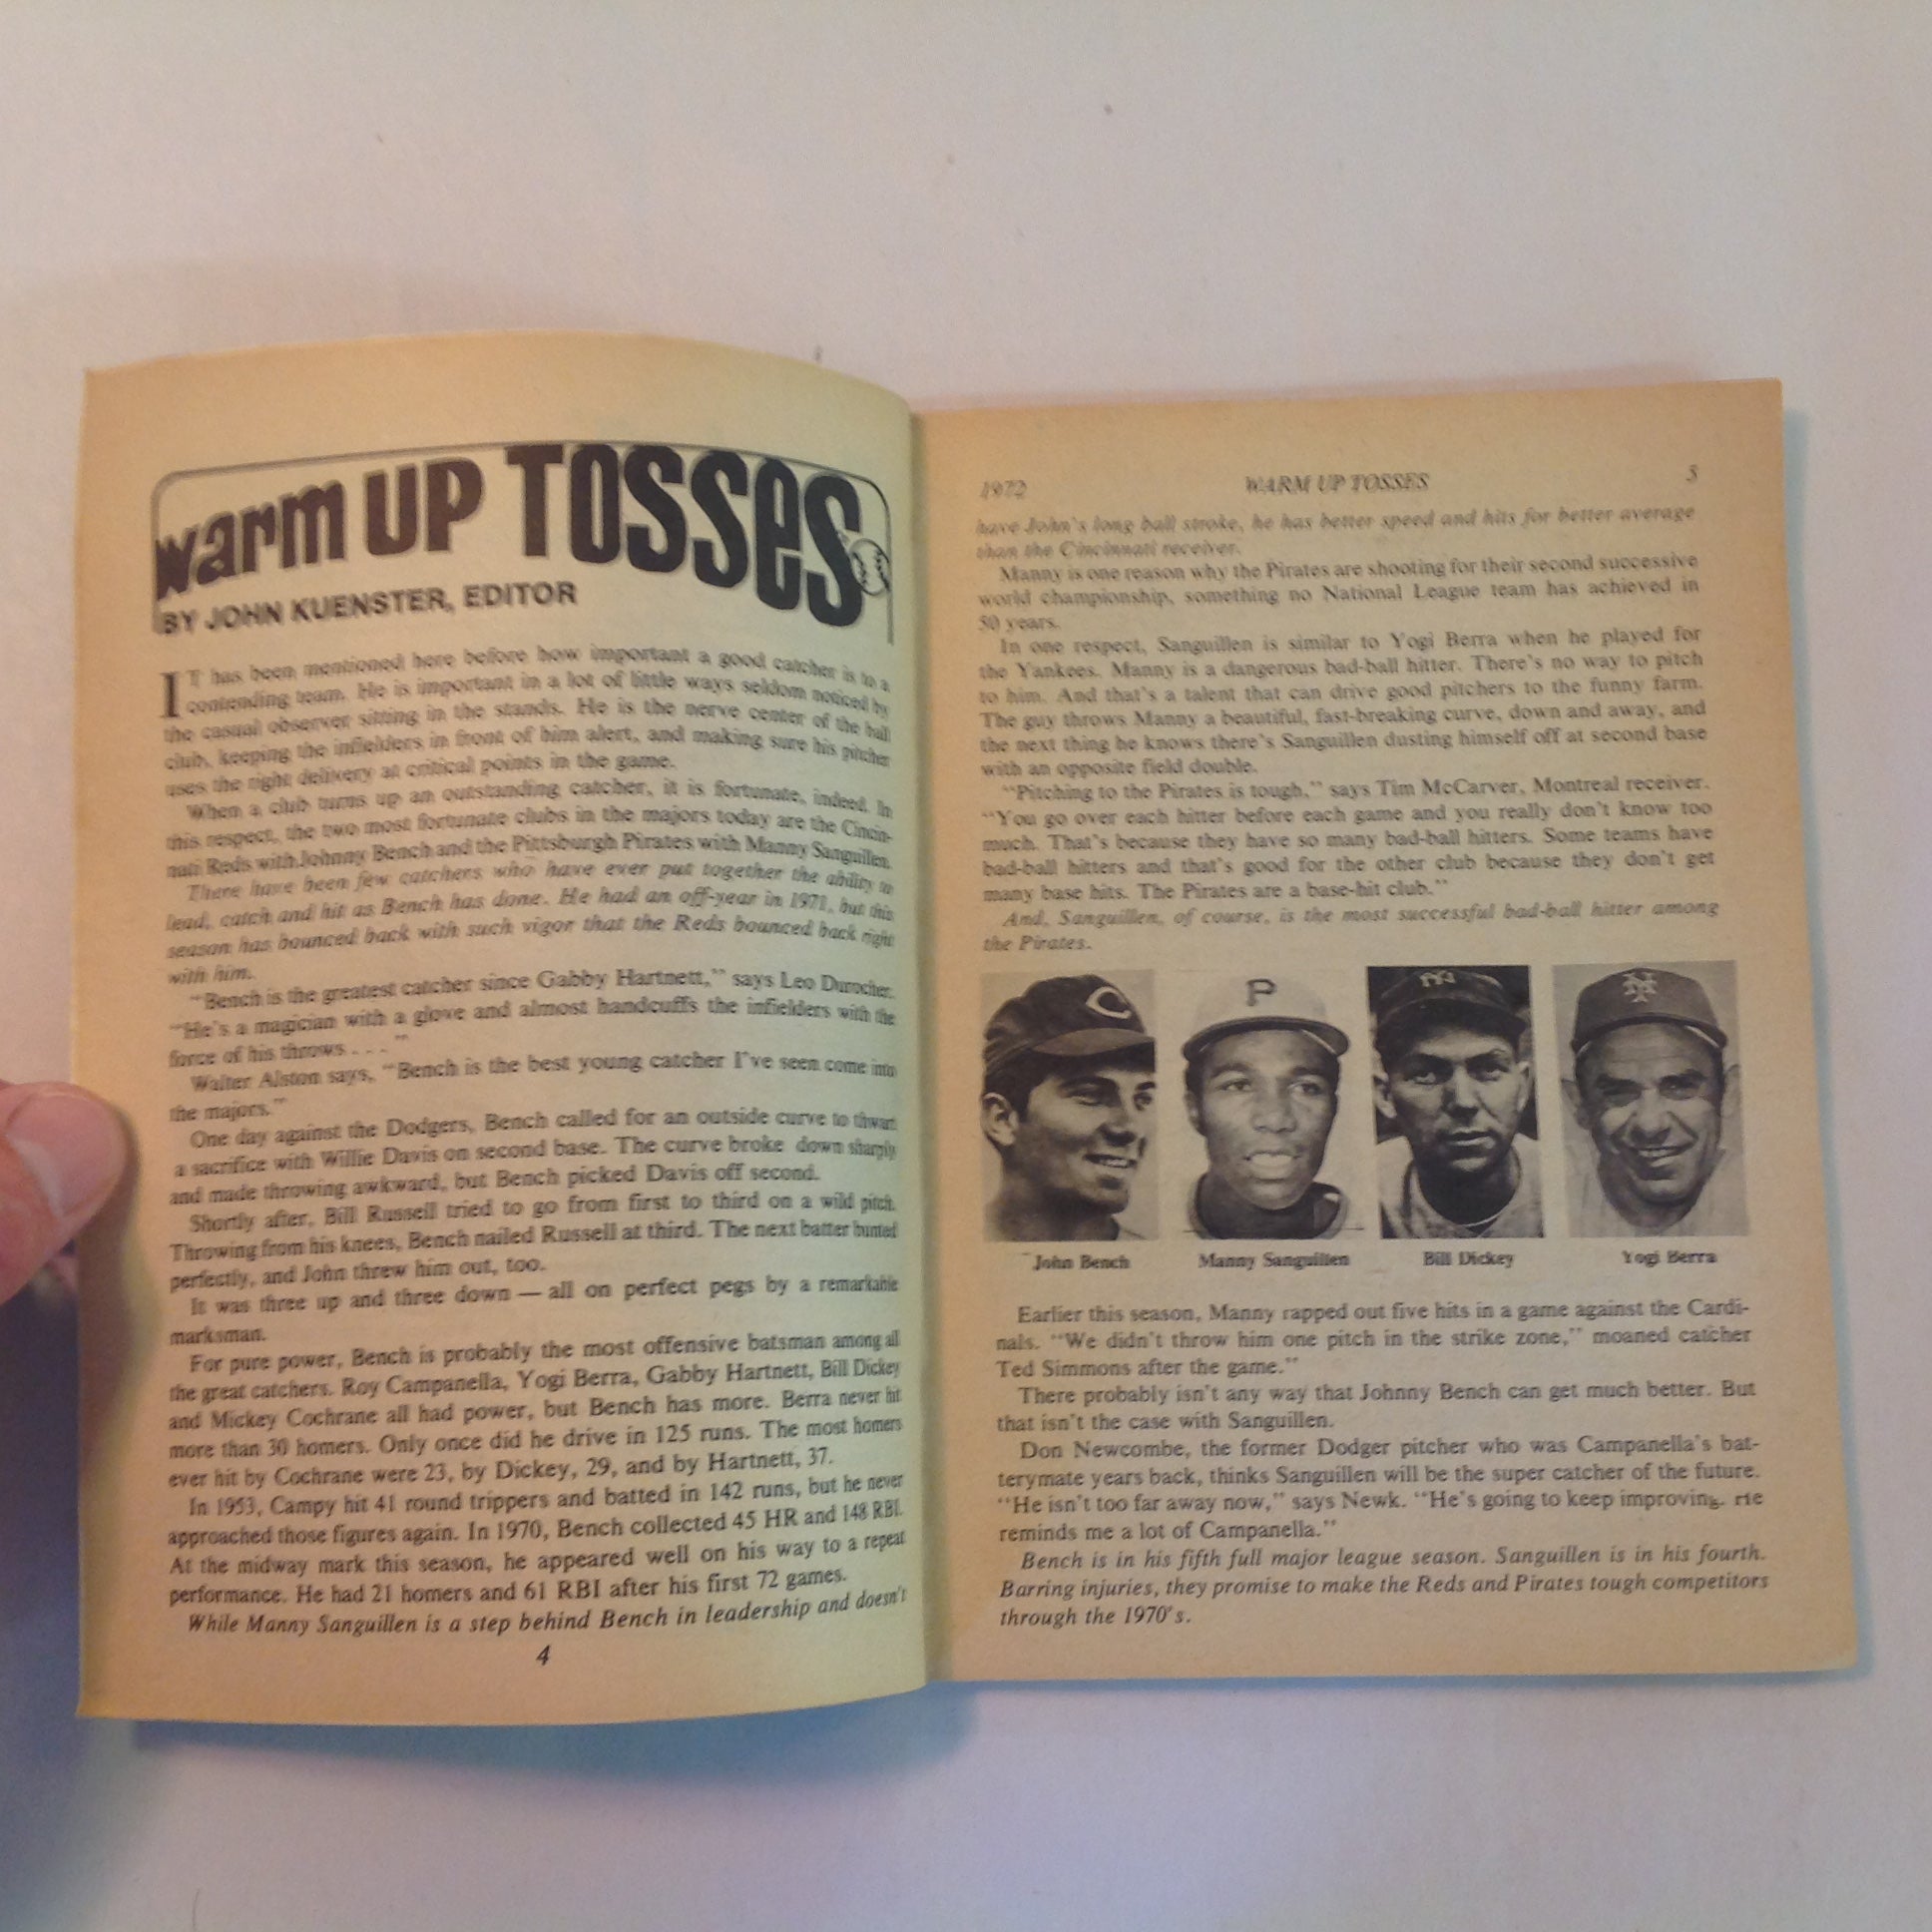 warm UP TOSSES
BY JOHN KUENSTER, EDITOR
IT has been mentioned here before how important a good catcher is to a
contending team. He is important in a lot of little ways seldom noticed by
the casual observer sitting in the stands. He is the nerve center of the ball
club, keeping the infielders in front of him alert, and making sure his pitcher
uses the right delivery at critical points in the game.
When a club turns up an outstanding catcher, it is fortunate, indeed. In
this respect, the two most fortunate clubs in the majors today are the Cincin-
nati Reds with Johnny Bench and the Pittsburgh Pirates with Manny Sanguillen.
There have been few catchers who have ever put together the ability to
lead, catch and hit as Bench has done. He had an off-year in 1971, but this
season has bounced back with such vigor that the Reds bounced back right
with him.
"Bench is the greatest catcher since Gabby Hartnett," says Leo Durocher.
"He's a magician with a glove and almost handcuffs the infielders with the
force of his throws . . . "
Walter Alston says, "Bench is the best young catcher I've seen come into
the majors."
One day against the Dodgers, Bench called for an outside curve to thwart
a sacrifice with Willie Davis on second base. The curve broke down sharply
and made throwing awkward, but Bench picked Davis off second.
Shortly after, Bill Russell tried to go from first to third on a wild pitch.
Throwing from his knees, Bench nailed Russell at third. The next batter bunted
perfectly, and John threw him out, too.
It was three up and three down — all on perfect pegs by a remarkable
marksman.
For pure power, Bench is probably the most offensive batsman among all
the great catchers. Roy Campanella, Yogi Berra, Gabby Hartnett, Bill Dickey
and Mickey Cochrane all had power, but Bench has more. Berra never hit
more than 30 homers. Only once did he drive in 125 runs. The most homers
ever hit by Cochrane were 23, by Dickey, 29, and by Hartnett, 37.
In 1953, Campy hit 41 round trippers and batted in 142 runs, but he never
approached those figures again. In 1970, Bench collected 45 HR and 148 RBI.
At the midway mark this season, he appeared well on his way to a repeat
performance. He had 21 homers and 61 RBI after his first 72 games.
While Manny Sanguillen is a step behind Bench in leadership and doesn't
4
1972 WARM UP TOSSES 5
have John's long ball stroke, he has better speed and hits for better average
than the Cincinnati receiver.
Manny is one reason why the Pirates are shooting for their second successive
world championship, something no National League team has achieved in
50 years.
In one respect, Sanguillen is similar to Yogi Berra when he played for
the Yankees. Manny is a dangerous bad-ball hitter. There's no way to pitch
to him. And that's a talent that can drive good pitchers to the funny farm.
The guy throws Manny a beautiful, fast-breaking curve, down and away, and
the next thing he knows there's Sanguillen dusting himself off at second base
with an opposite field double.
"Pitching to the Pirates is tough," says Tim McCarver, Montreal receiver.
"You go over each hitter before each game and you really don't know too
much. That's because they have so many bad-ball hitters. Some teams have
bad-ball hitters and that's good for the other club because they don't get
many base hits. The Pirates are a base-hit club."
And, Sanguillen, of course, is the most successful bad-ball hitter among
the Pirates.
C P NY NY
John Bench Manny Sanguillen Bill Dickey Yogi Berra
Earlier this season, Manny rapped out five hits in a game against the Cardi-
nals. "We didn't throw him one pitch in the strike zone," moaned catcher
Ted Simmons after the game."
There probably isn't any way that Johnny Bench can get much better. But
that isn't the case with Sanguillen.
Don Newcombe, the former Dodger pitcher who was Campanella's bat-
terymate years back, thinks Sanguillen will be the super catcher of the future.
"He isn't too far away now," says Newk. "He's going to keep improving. He
reminds me a lot of Campanella."
Bench is in his fifth full major league season. Sanguillen is in his fourth.
Barring injuries, they promise to make the Reds and Pirates tough competitors
through the 1970's.